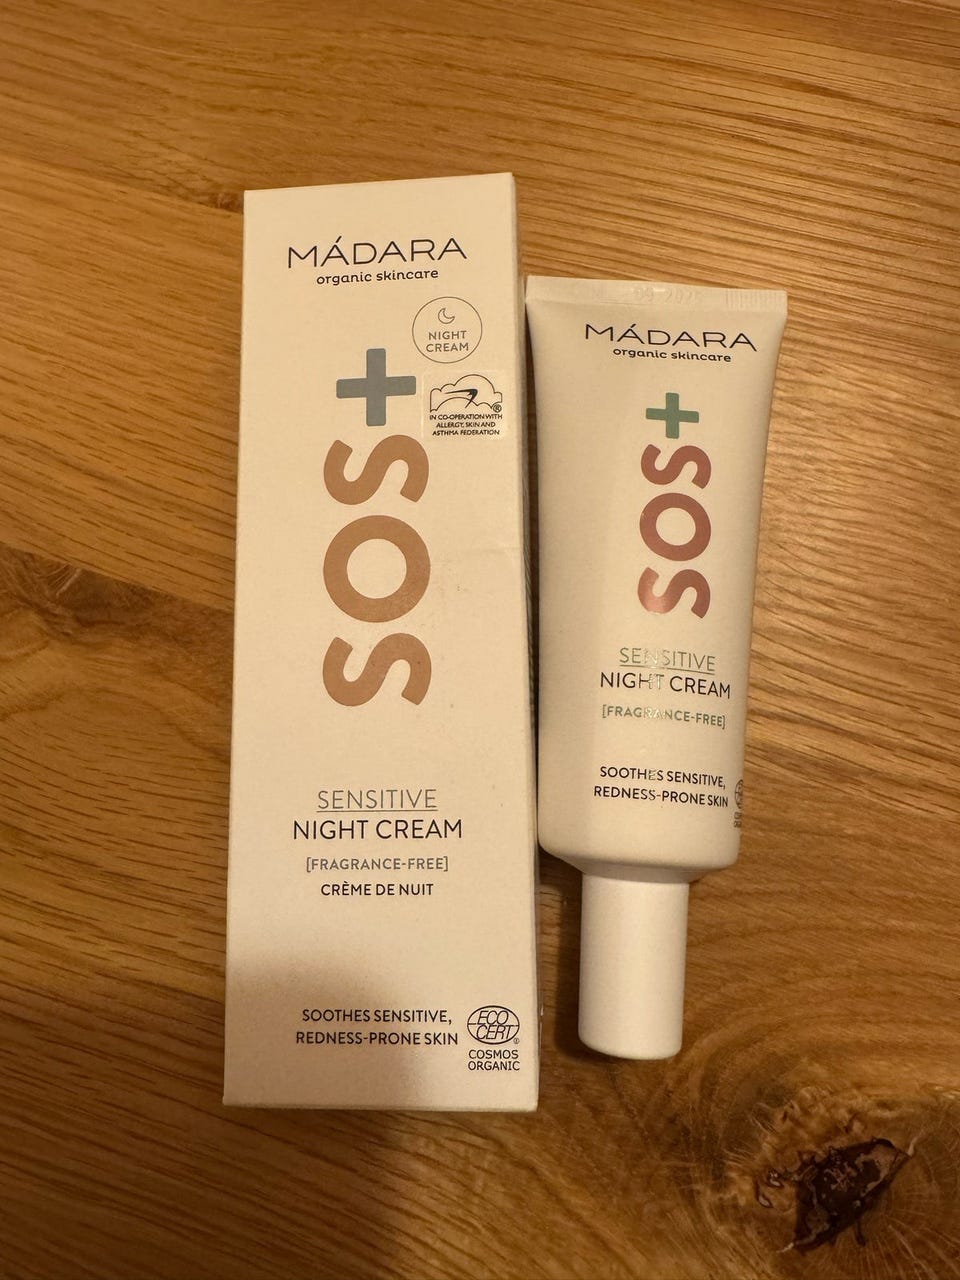 MÁDARA
organic skincare
NIGHT
CREAM
IN CO-OPERATION WITH
ALLERGY, SKIN AND
ASTHMA FEDERATION
SOS+
SENSITIVE
NIGHT CREAM
[FRAGRANCE-FREE]
CRÈME DE NUIT
SOOTHES SENSITIVE,
REDNESS-PRONE SKIN
ECO
CERT
COSMOS
ORGANIC
09 2025
MÁDARA
organic skincare
SOS+
SENSITIVE
NIGHT CREAM
[FRAGRANCE-FREE]
SOOTHES SENSITIVE,
REDNESS-PRONE SKIN